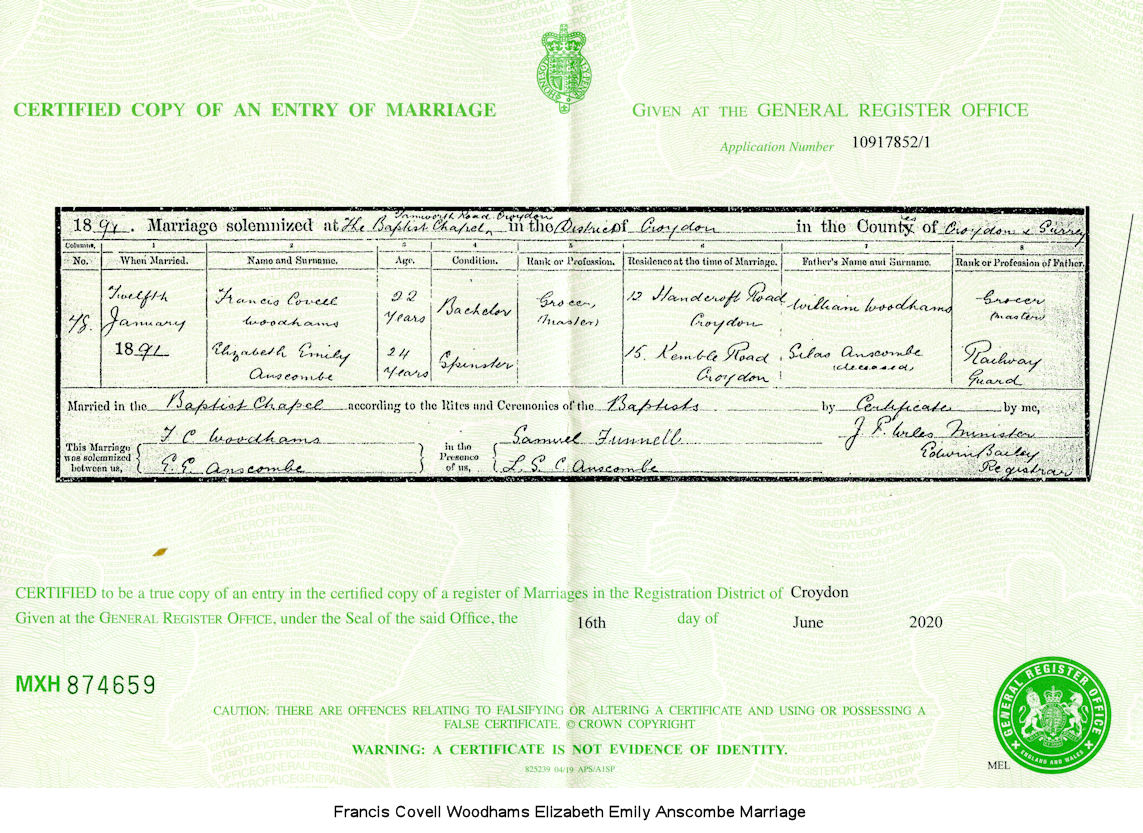 CERTIFIED COPY OF AN ENTRY OF MARRIAGE
GIVEN AT THE GENERAL REGISTER OFFICE
Application Number 10917852/1
1891. Marriage solemnized at The Baptist Chapel, Tamworth Road Croydon in the District of Croydon in the Counties of Croydon & Surrey
Columns. 1 2 3 4 5 6 7 8
No. When Married. Name and Surname. Age. Condition. Rank or Profession. Residence at the time of Marriage. Father's Name and Surname. Rank or Profession of Father.
48. Twelfth January 1891 Francis Covell Woodhams 22 Years Bachelor Grocer, (Master) 12 Handcroft Road Croydon William Woodhams Grocer (Master)
Elizabeth Emily Anscombe 24 Years Spinster 15. Kemble Road Croydon Silas Anscombe (deceased) Railway Guard
Married in the Baptist Chapel according to the Rites and Ceremonies of the Baptists by Certificate by me,
This Marriage was solemnized between us, F C Woodhams E. E. Anscombe in the Presence of us, Samuel Funnell L. S. C. Anscombe J P Wiles Minister Edwin Bailey Registrar
CERTIFIED to be a true copy of an entry in the certified copy of a register of Marriages in the Registration District of Croydon
Given at the GENERAL REGISTER OFFICE, under the Seal of the said Office, the 16th day of June 2020
MXH 874659
CAUTION: THERE ARE OFFENCES RELATING TO FALSIFYING OR ALTERING A CERTIFICATE AND USING OR POSSESSING A
FALSE CERTIFICATE. © CROWN COPYRIGHT
WARNING: A CERTIFICATE IS NOT EVIDENCE OF IDENTITY.
825239 04/19 APS/A1SP
MEL
GENERAL REGISTER OFFICE
ENGLAND AND WALES
Francis Covell Woodhams Elizabeth Emily Anscombe Marriage